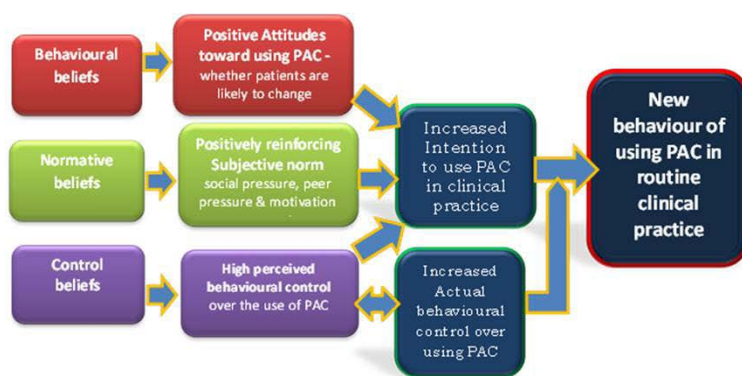 Behavioural
beliefs
Positive Attitudes
toward using PAC -
whether patients are
likely to change
Normative
beliefs
Positively reinforcing
Subjective norm
social pressure, peer
pressure & motivation
.
Control
beliefs
High perceived
behavioural control
over the use of PAC
Increased
Intention
to use PAC
in clinical
practice
Increased
Actual
behavioural
control over
using PAC
New
behaviour of
using PAC in
routine
clinical
practice